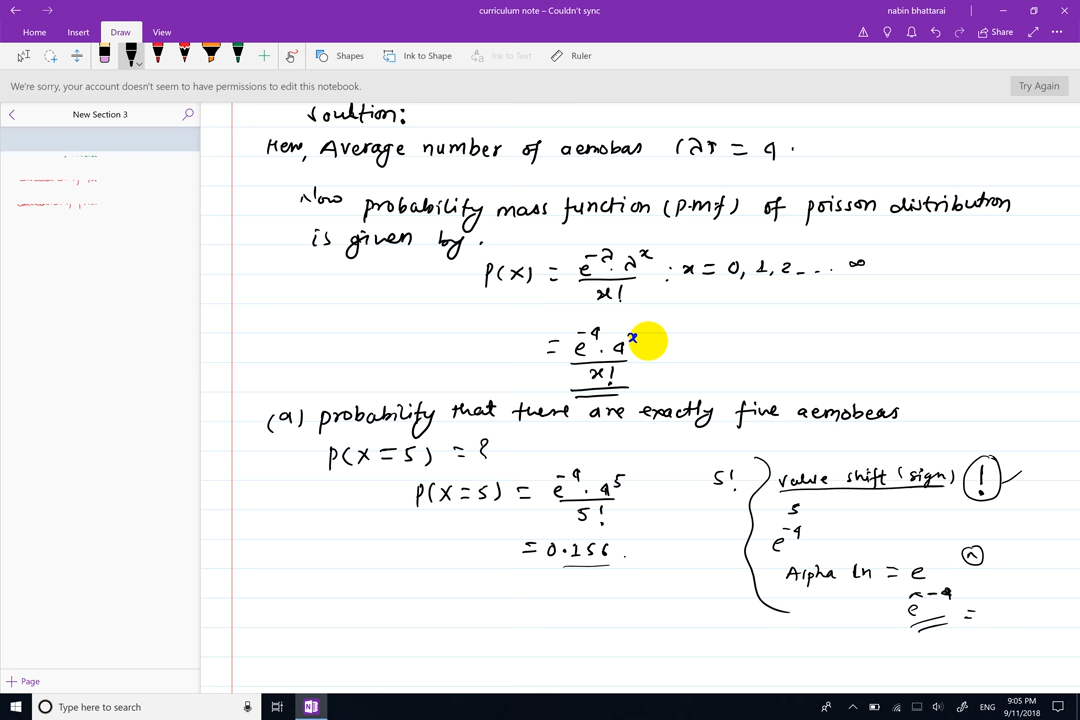 curriculum note – Couldn't sync
nabin bhattarai
Home Insert Draw View
Share
Shapes Ink to Shape Ink to Text Ruler
We're sorry, your account doesn't seem to have permissions to edit this notebook.
Try Again
New Section 3
Soultion:
Here, Average number of aemobas (λ) = 4.
Now probability mass function (p.m.f) of poisson distribution
is given by.
P(X) = e^-λ . λ^x / x! : x = 0, 1, 2 - - . . ∞
= e^-4 . 4^x / x!
(a) probability that there are exactly five aemobeas
P(X = 5) = ?
P(X = 5) = e^-4 . 4^5 / 5!
= 0.156.
5!
value shift (sign) !
5
e^-4
Alpha ln = e
^
e^-4 =
+ Page
Type here to search
ENG
9:05 PM
9/11/2018